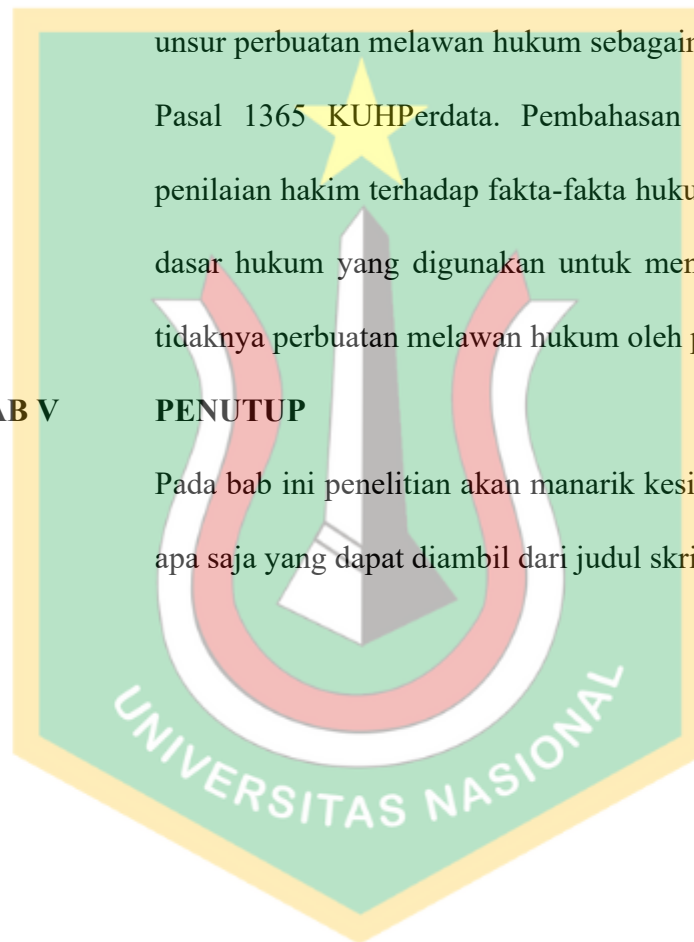 unsur perbuatan melawan hukum sebagain
Pasal 1365 KUHPerdata. Pembahasan
penilaian hakim terhadap fakta-fakta huku
dasar hukum yang digunakan untuk men
tidaknya perbuatan melawan hukum oleh p
AB V PENUTUP
Pada bab ini penelitian akan manarik kesi
apa saja yang dapat diambil dari judul skri
UNIVERSITAS NASIONAL